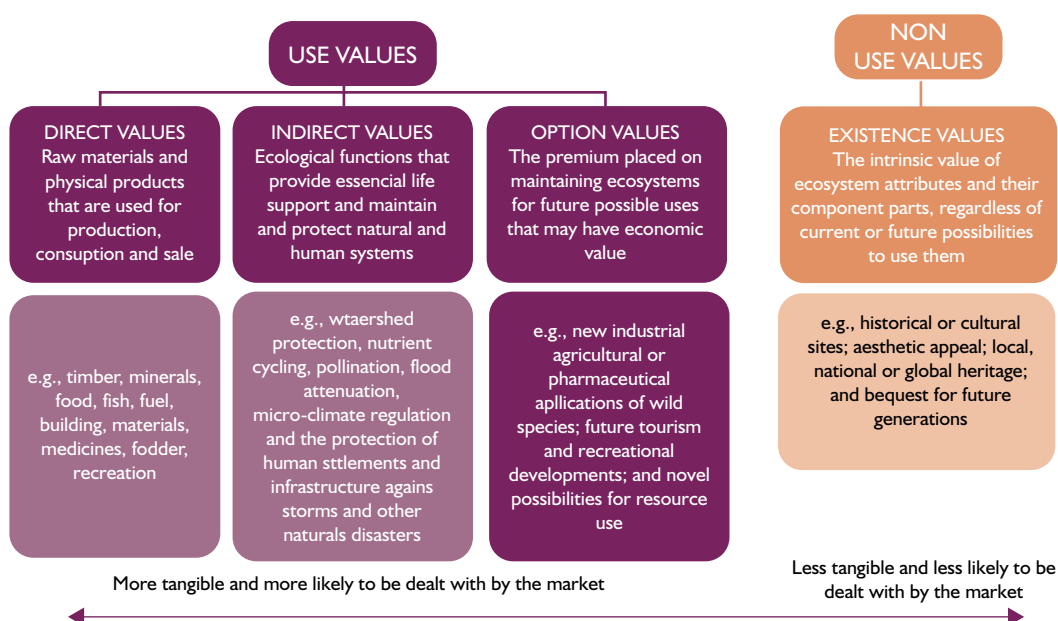 USE VALUES
NON
USE VALUES
DIRECT VALUES
Raw materials and
physical products
that are used for
production,
consuption and sale
INDIRECT VALUES
Ecological functions that
provide essencial life
support and maintain
and protect natural and
human systems
OPTION VALUES
The premium placed on
maintaining ecosystems
for future possible uses
that may have economic
value
EXISTENCE VALUES
The intrinsic value of
ecosystem attributes and their
component parts, regardless of
current or future possibilities
to use them
e.g., timber, minerals,
food, fish, fuel,
building, materials,
medicines, fodder,
recreation
e.g., wtaershed
protection, nutrient
cycling, pollination, flood
attenuation,
micro-climate regulation
and the protection of
human sttlements and
infrastructure agains
storms and other
naturals disasters
e.g., new industrial
agricultural or
pharmaceutical
apllications of wild
species; future tourism
and recreational
developments; and novel
possibilities for resource
use
e.g., historical or cultural
sites; aesthetic appeal; local,
national or global heritage;
and bequest for future
generations
More tangible and more likely to be dealt with by the market
Less tangible and less likely to be
dealt with by the market